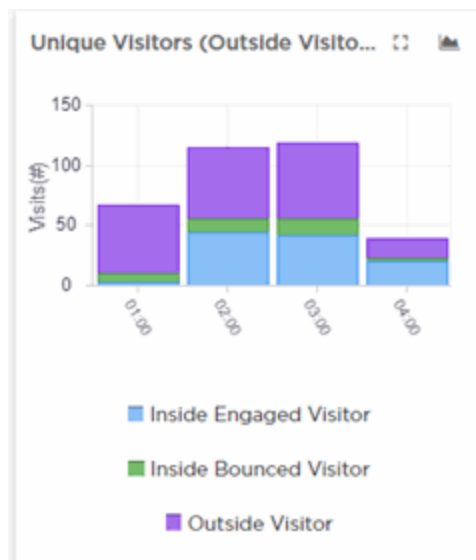 Unique Visitors (Outside Visito...
150
100
50
0
Visits(#)
01:00
02:00
03:00
04:00
Inside Engaged Visitor
Inside Bounced Visitor
Outside Visitor